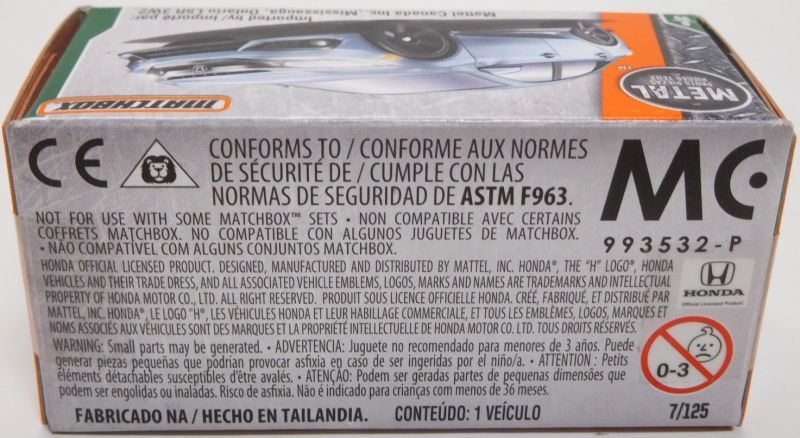 Mattel Canada Inc., Mississauga, Ontario L5R 3W2.
Imported by / Importé par:
METAL
PARTS·PIEZAS
PIÈCES·TEILE
TM
MATCHBOX
CE
CONFORMS TO / CONFORME AUX NORMES
DE SÉCURITÉ DE / CUMPLE CON LAS
NORMAS DE SEGURIDAD DE ASTM F963.
MC
993532-P
NOT FOR USE WITH SOME MATCHBOX™ SETS • NON COMPATIBLE AVEC CERTAINS
COFFRETS MATCHBOX. NO COMPATIBLE CON ALGUNOS JUGUETES DE MATCHBOX.
• NÃO COMPATÍVEL COM ALGUNS CONJUNTOS MATCHBOX.
HONDA OFFICIAL LICENSED PRODUCT. DESIGNED, MANUFACTURED AND DISTRIBUTED BY MATTEL, INC. HONDA®, THE "H" LOGO®, HONDA
VEHICLES AND THEIR TRADE DRESS, AND ALL ASSOCIATED VEHICLE EMBLEMS, LOGOS, MARKS AND NAMES ARE TRADEMARKS AND INTELLECTUAL
PROPERTY OF HONDA MOTOR CO., LTD. ALL RIGHT RESERVED. PRODUIT SOUS LICENCE OFFICIELLE HONDA. CRÉÉ, FABRIQUÉ, ET DISTRIBUÉ PAR
MATTEL, INC. HONDA®, LE LOGO "H®, LES VÉHICULES HONDA ET LEUR HABILLAGE COMMERCIALE, ET TOUS LES EMBLÈMES, LOGOS, MARQUES ET
NOMS ASSOCIÉS AUX VÉHICULES SONT DES MARQUES ET LA PROPRIÉTÉ INTELLECTUELLE DE HONDA MOTOR CO. LTD. TOUS DROITS RÉSERVÉS.
HONDA
Official Licensed Product
WARNING: Small parts may be generated. • ADVERTENCIA: Juguete no recomendado para menores de 3 años. Puede
generar piezas pequeñas que podrían provocar asfixia en caso de ser ingeridas por el niño/a. • ATTENTION : Petits
éléments détachables susceptibles d'être avalés. • ATENÇÃO: Podem ser geradas partes de pequenas dimensões que
podem ser engolidas ou inaladas. Risco de asfixia. Não é indicado para crianças com menos de 36 meses.
0-3
FABRICADO NA / HECHO EN TAILANDIA. CONTEÚDO: 1 VEÍCULO 7/125